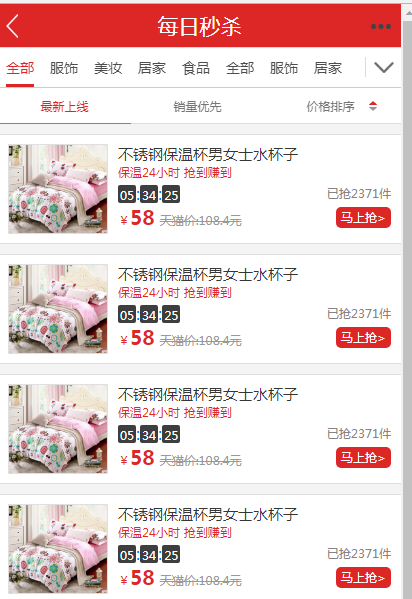 每日秒杀
全部 服饰 美妆 居家 食品 全部 服饰 居家
最新上线 销量优先 价格排序
不锈钢保温杯男女士水杯子
保温24小时 抢到赚到
05:34:25 已抢2371件
￥58 天猫价:108.4元 马上抢>
不锈钢保温杯男女士水杯子
保温24小时 抢到赚到
05:34:25 已抢2371件
￥58 天猫价:108.4元 马上抢>
不锈钢保温杯男女士水杯子
保温24小时 抢到赚到
05:34:25 已抢2371件
￥58 天猫价:108.4元 马上抢>
不锈钢保温杯男女士水杯子
保温24小时 抢到赚到
05:34:25 已抢2371件
￥58 天猫价:108.4元 马上抢>